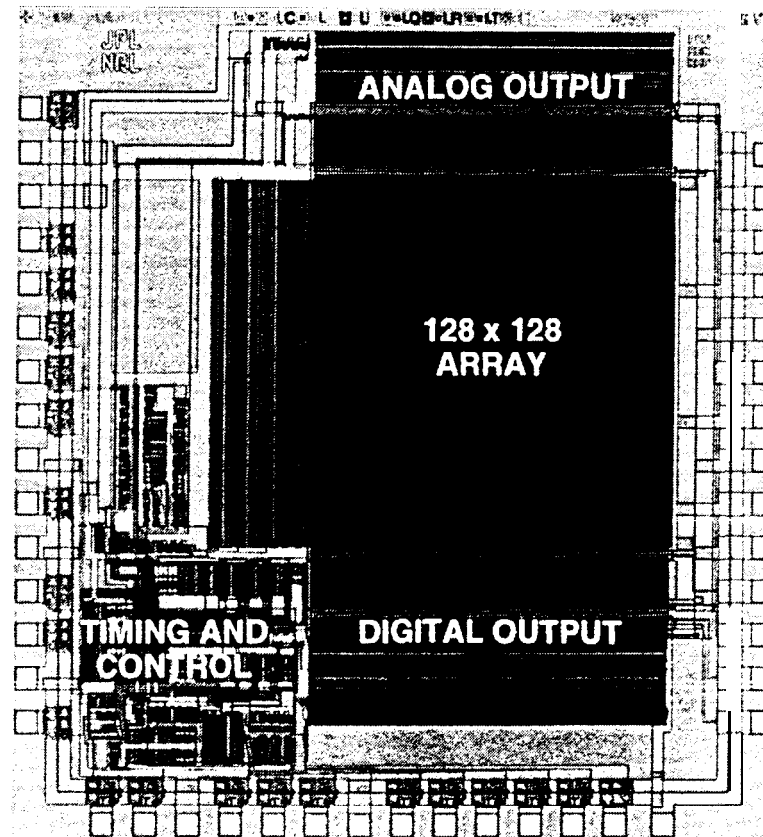 JPL
NRL
ANALOG OUTPUT
128 x 128
ARRAY
TIMING AND
CONTROL
DIGITAL OUTPUT